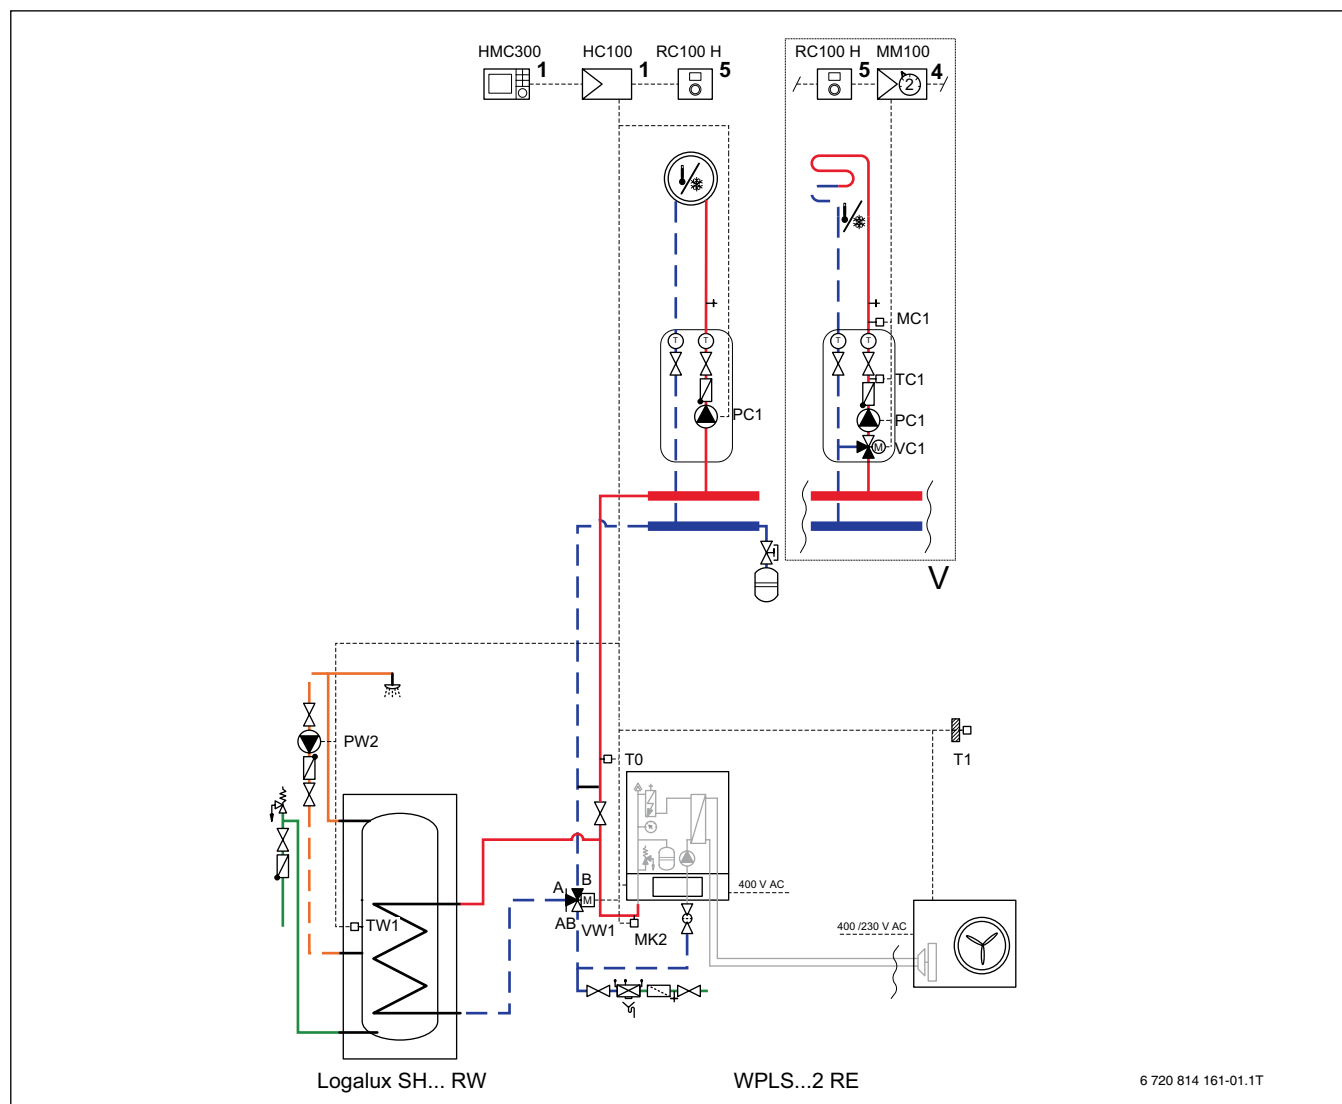 HMC300
HC100
RC100 H
RC100 H
MM100
1
1
5
5
4
2
T
T
T
T
M
MC1
TC1
PC1
PC1
VC1
V
PW2
T0
T1
A
B
AB
M
VW1
MK2
TW1
400 V AC
400 /230 V AC
Logalux SH... RW
WPLS...2 RE
6 720 814 161-01.1T